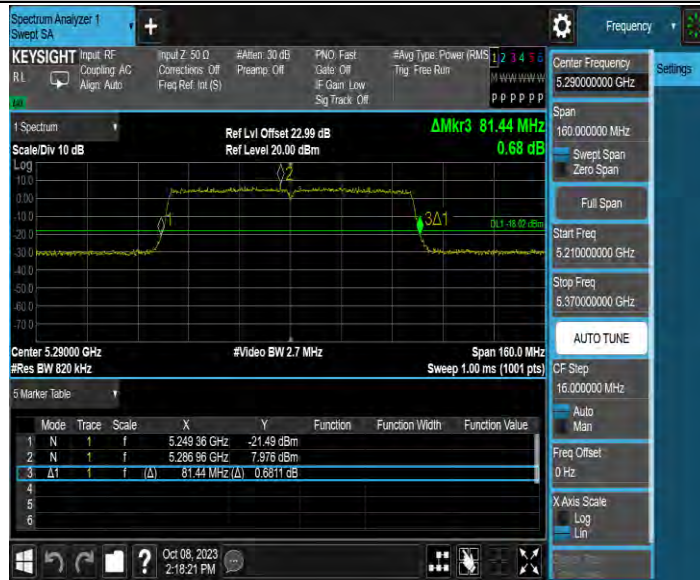 Spectrum Analyzer 1
Swept SA
+
Frequency
KEYSIGHT Input: RF Input Z: 50 Ω #Atten: 30 dB PNO: Fast #Avg Type: Power (RMS 1 2 3 4 5 6
RL Coupling: AC Corrections: Off Preamp: Off Gate: Off Trig: Free Run M W W W W W
Align: Auto Freq Ref: Int (S) IF Gain: Low
Sig Track: Off P P P P P P
1 Spectrum
Ref Lvl Offset 22.99 dB ΔMkr3 81.44 MHz
Scale/Div 10 dB Ref Level 20.00 dBm 0.68 dB
Log
10.0
0.00
-10.0
-20.0
-30.0
-40.0
-50.0
-60.0
-70.0
2
1
3Δ1
DL1 -18.02 dBm
Center 5.29000 GHz #Video BW 2.7 MHz Span 160.0 MHz
#Res BW 820 kHz Sweep 1.00 ms (1001 pts)
5 Marker Table
Mode Trace Scale X Y Function Function Width Function Value
1 N 1 f 5.249 36 GHz -21.49 dBm
2 N 1 f 5.286 96 GHz 7.976 dBm
3 Δ1 1 f (Δ) 81.44 MHz (Δ) 0.6811 dB
4
5
6
Oct 08, 2023
2:18:21 PM
?
Center Frequency
5.290000000 GHz
Settings
Span
160.000000 MHz
Swept Span
Zero Span
Full Span
Start Freq
5.210000000 GHz
Stop Freq
5.370000000 GHz
AUTO TUNE
CF Step
16.000000 MHz
Auto
Man
Freq Offset
0 Hz
X Axis Scale
Log
Lin